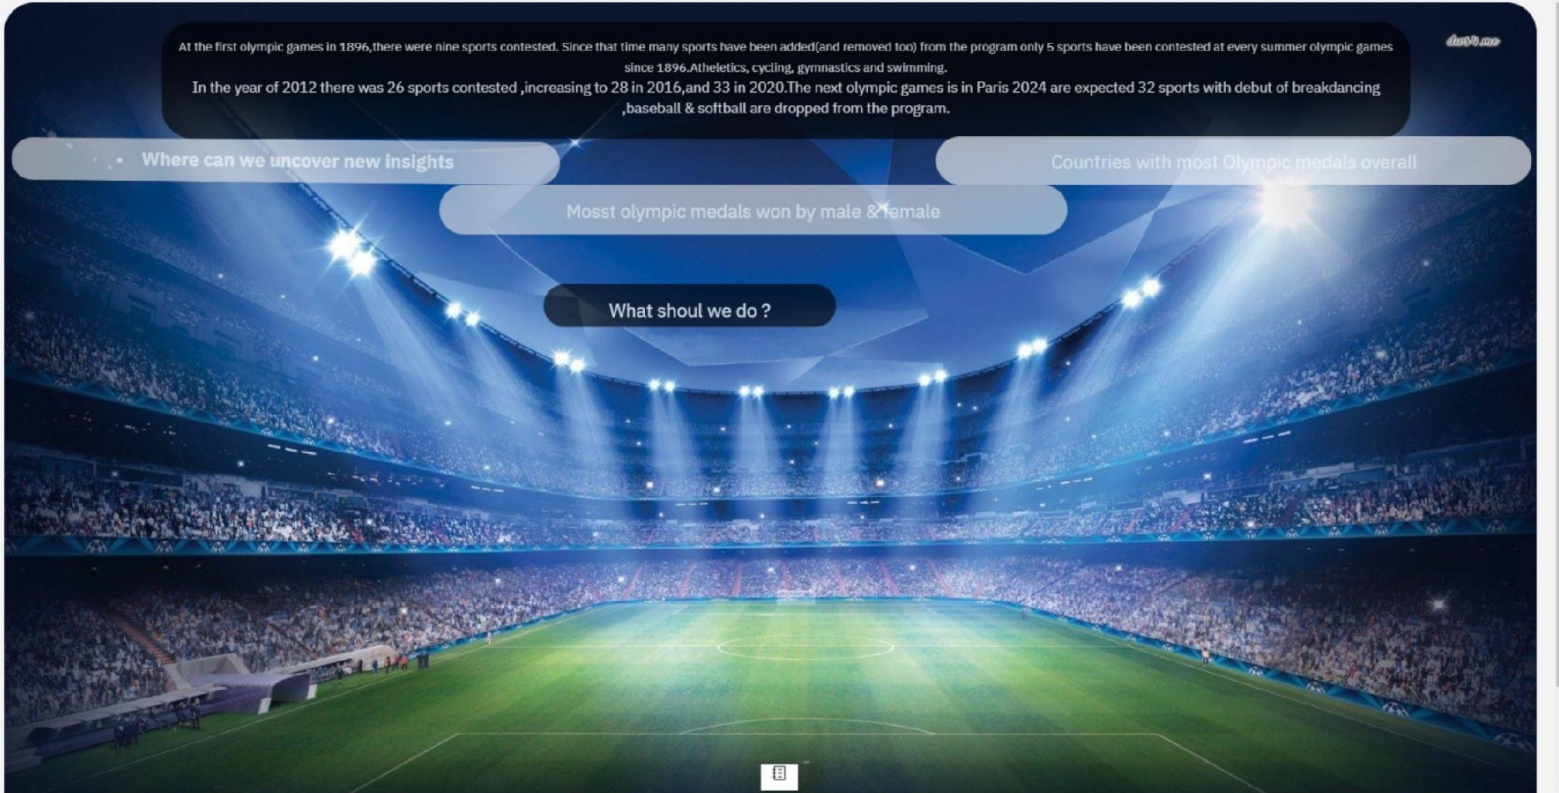 At the first olympic games in 1896,there were nine sports contested. Since that time many sports have been added(and removed too) from the program only 5 sports have been contested at every summer olympic games
since 1896.Atheletics, cycling, gymnastics and swimming.
In the year of 2012 there was 26 sports contested ,increasing to 28 in 2016,and 33 in 2020.The next olympic games is in Paris 2024 are expected 32 sports with debut of breakdancing
,baseball & softball are dropped from the program.
Where can we uncover new insights
Countries with most Olympic medals overall
Mosst olympic medals won by male & female
What shoul we do ?